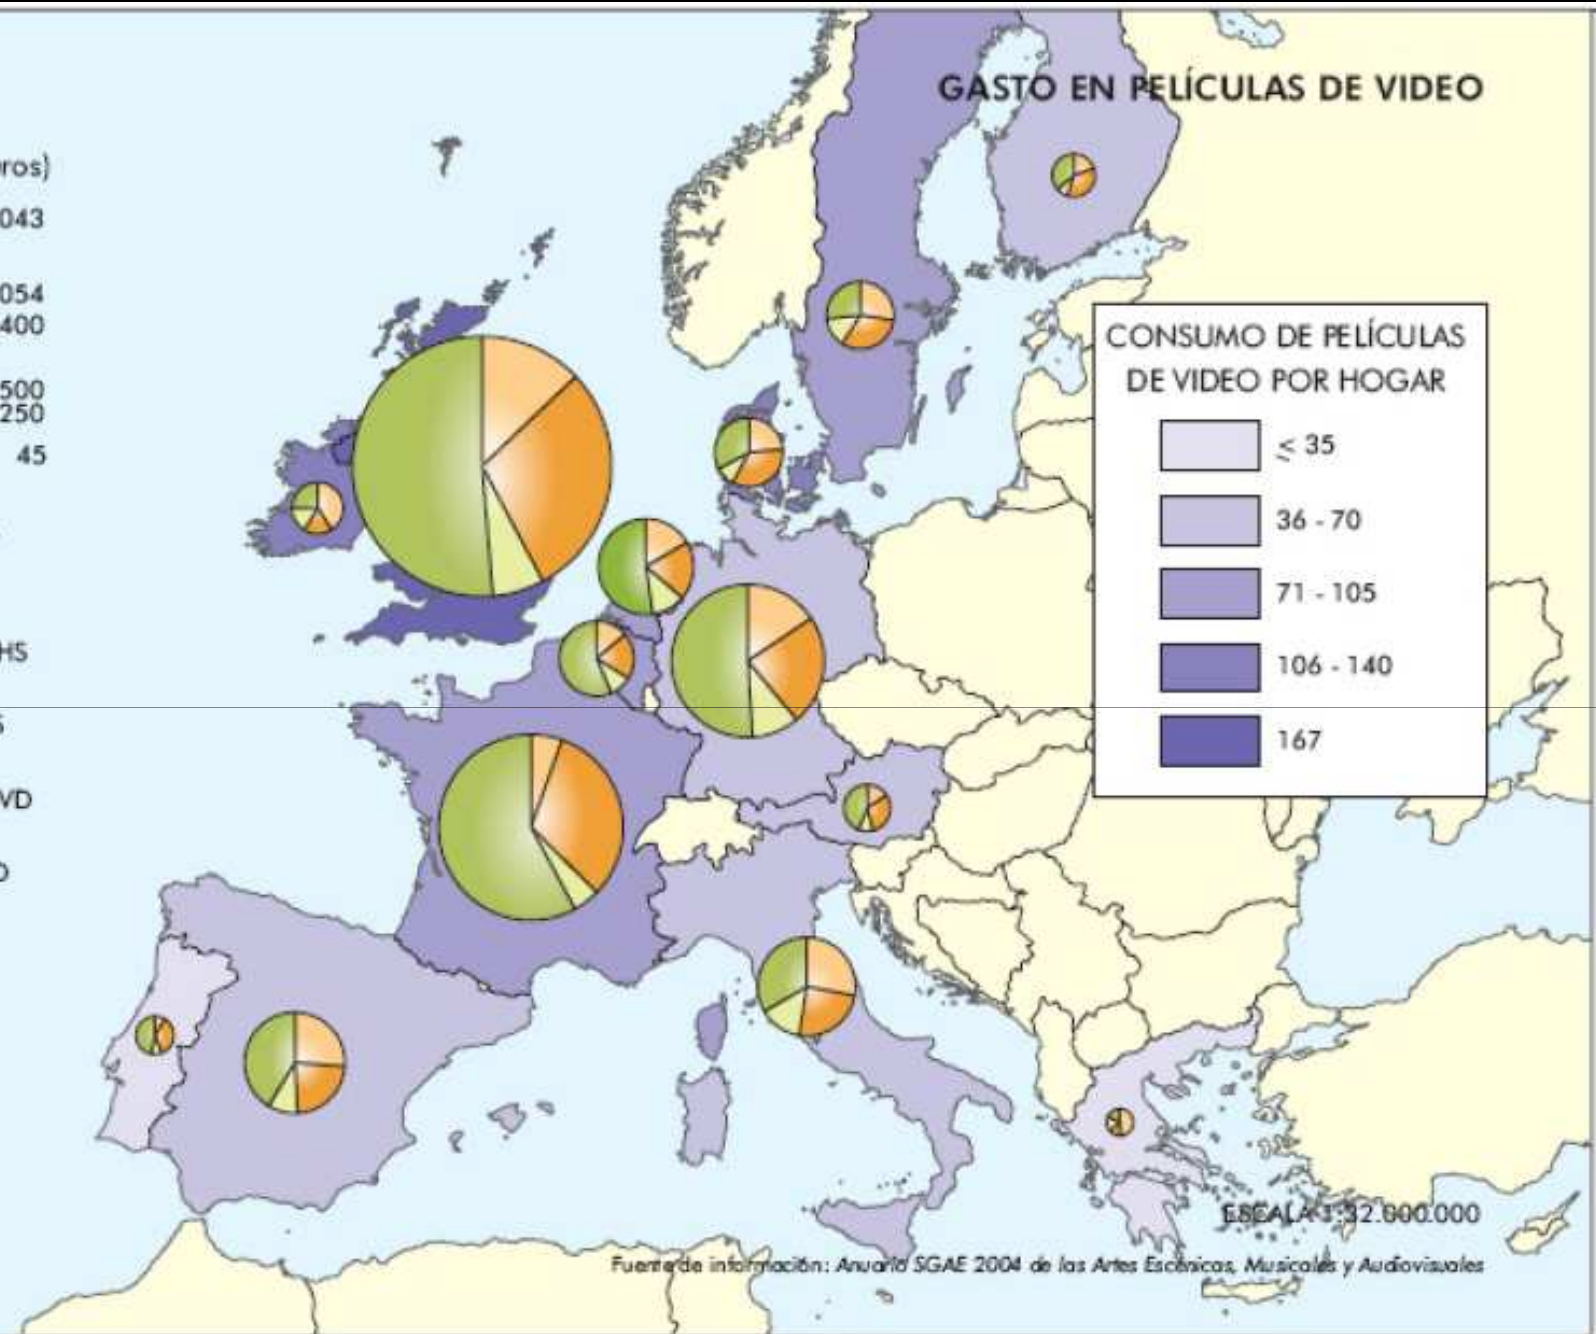 GASTO EN PELÍCULAS DE VIDEO
ros)
043
054
400
500
250
45
HS
S
VD
D
CONSUMO DE PELÍCULAS
DE VIDEO POR HOGAR
≤ 35
36 - 70
71 - 105
106 - 140
167
ESCALA 1:32.000.000
Fuente de información: Anuario SGAE 2004 de las Artes Escénicas, Musicales y Audiovisuales